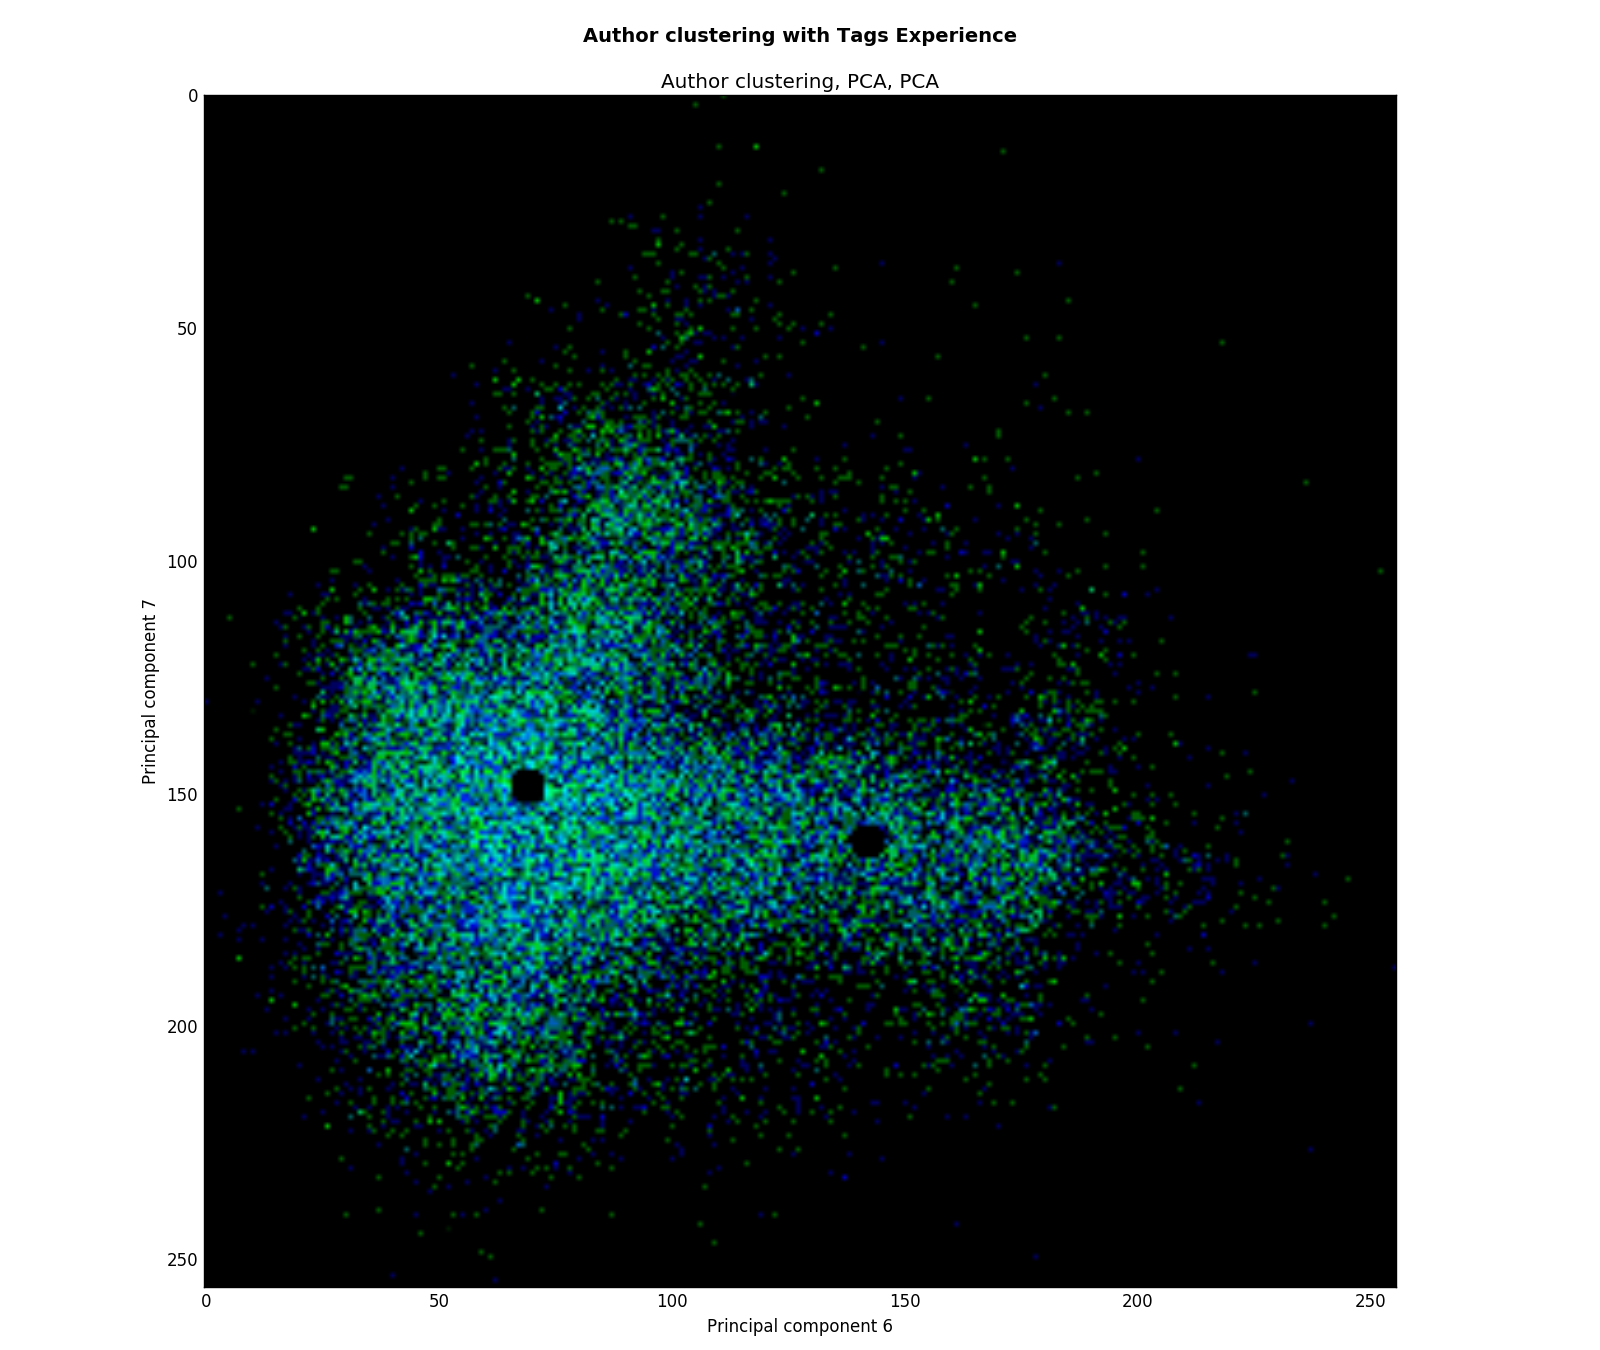 Author clustering with Tags Experience
Author clustering, PCA, PCA
0
50
100
150
200
250
Principal component 7
0 50 100 150 200 250
Principal component 6